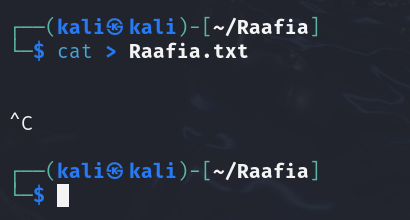 ┌──(kali㉿kali)-[~/Raafia]
└─$ cat > Raafia.txt
^C
┌──(kali㉿kali)-[~/Raafia]
└─$